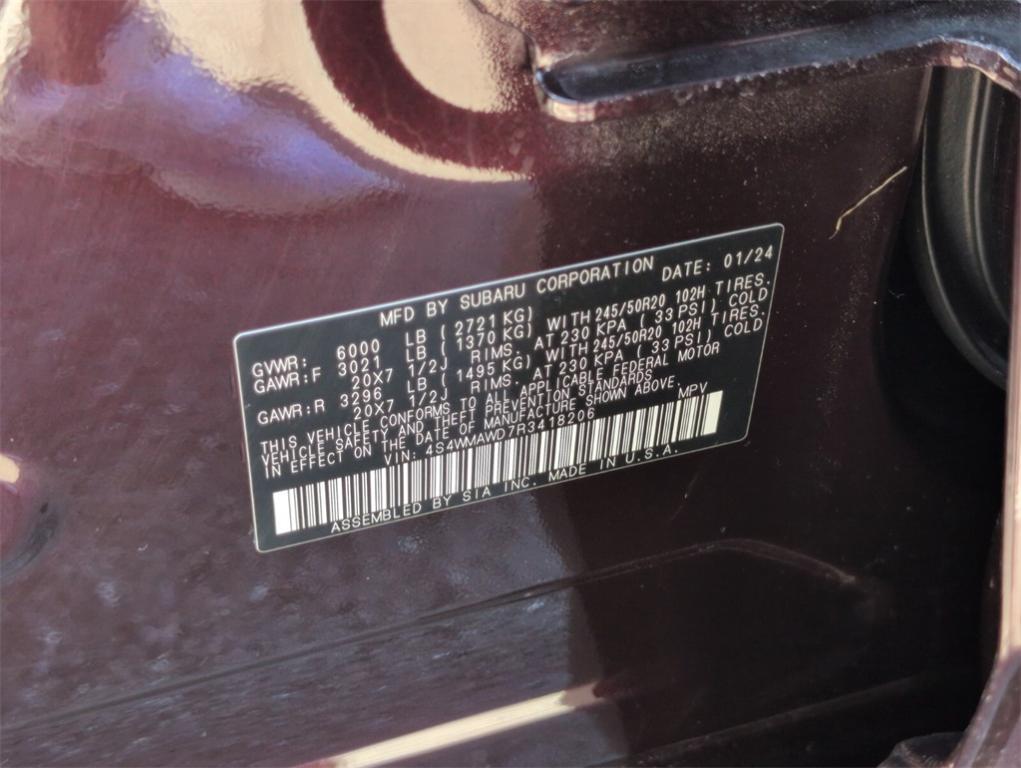 MFD BY SUBARU CORPORATION DATE: 01/24
GVWR: 6000 LB ( 2721 KG)
GAWR:F 3021 LB ( 1370 KG) WITH 245/50R20 102H TIRES.
20X7 1/2J RIMS. AT 230 KPA ( 33 PSI) COLD
GAWR:R 3296 LB ( 1495 KG) WITH 245/50R20 102H TIRES.
20X7 1/2J RIMS. AT 230 KPA ( 33 PSI) COLD
THIS VEHICLE CONFORMS TO ALL APPLICABLE FEDERAL MOTOR
VEHICLE SAFETY AND THEFT PREVENTION STANDARDS
IN EFFECT ON THE DATE OF MANUFACTURE SHOWN ABOVE.
VIN: 4S4WMAWD7R3418206 MPV
ASSEMBLED BY SIA INC. MADE IN U.S.A.